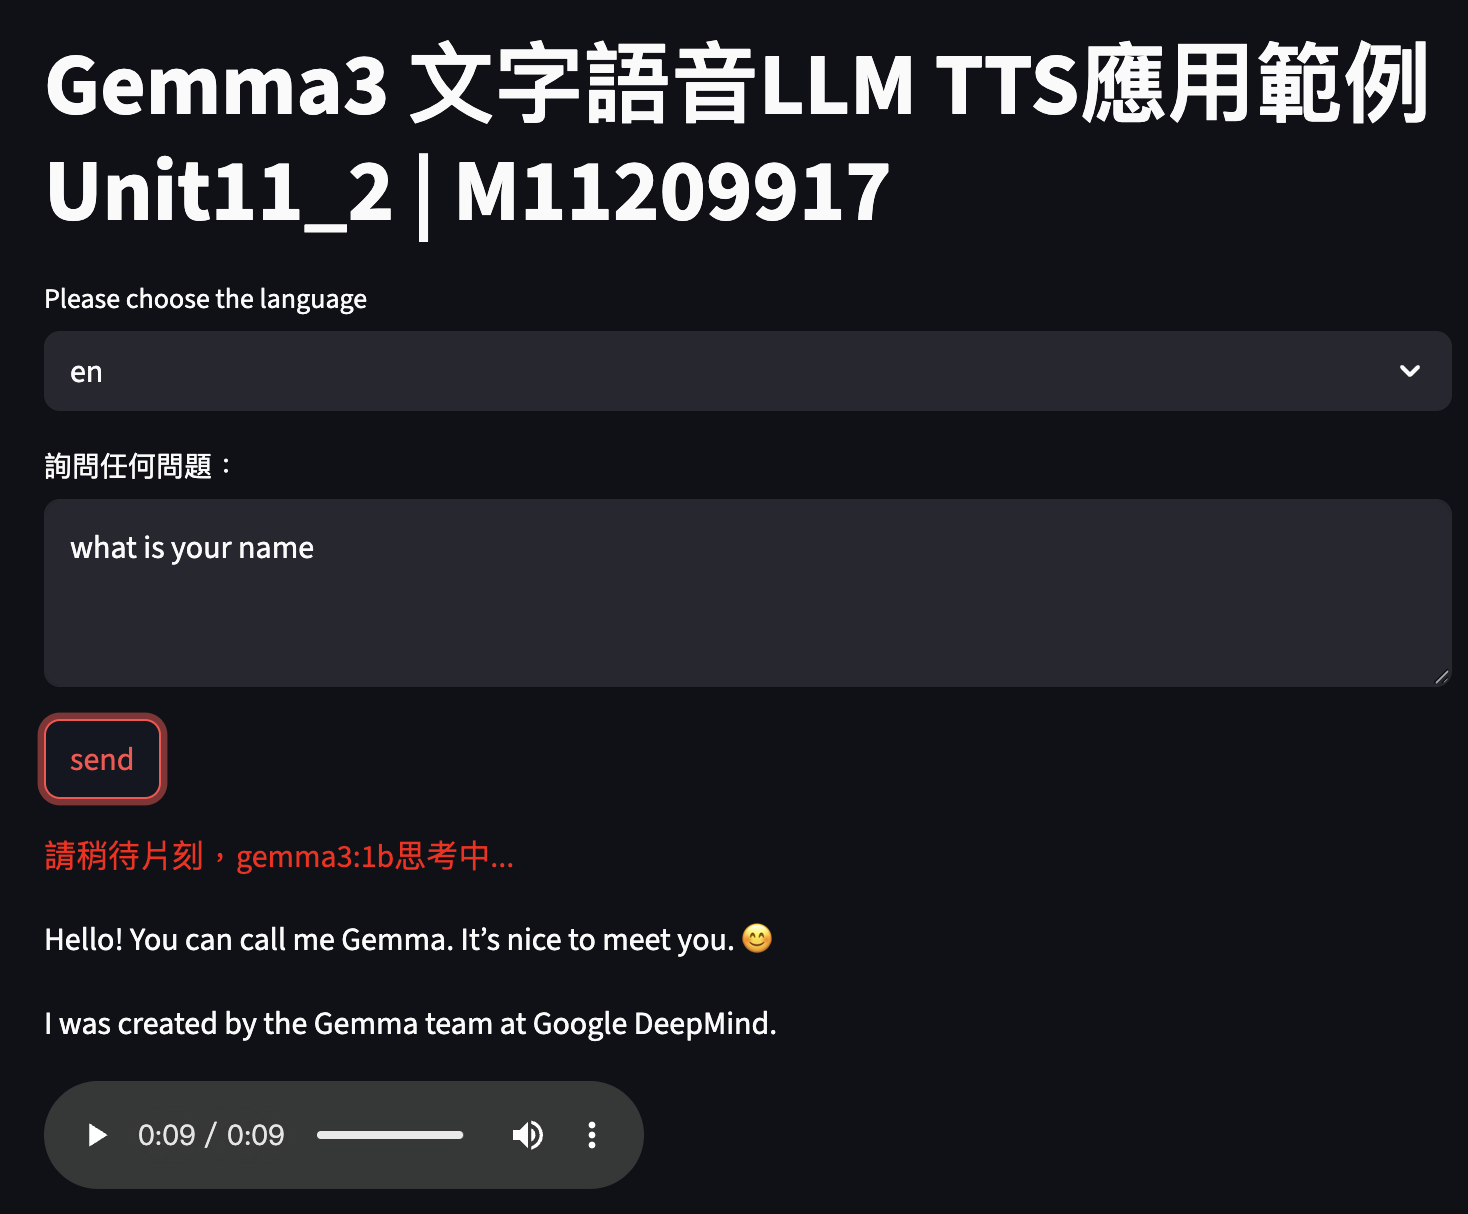 Gemma3 文字語音LLM TTS應用範例
Unit11_2 | M11209917
Please choose the language
en
詢問任何問題：
what is your name
send
請稍待片刻，gemma3:1b思考中...
Hello! You can call me Gemma. It’s nice to meet you. 😊
I was created by the Gemma team at Google DeepMind.
0:09 / 0:09